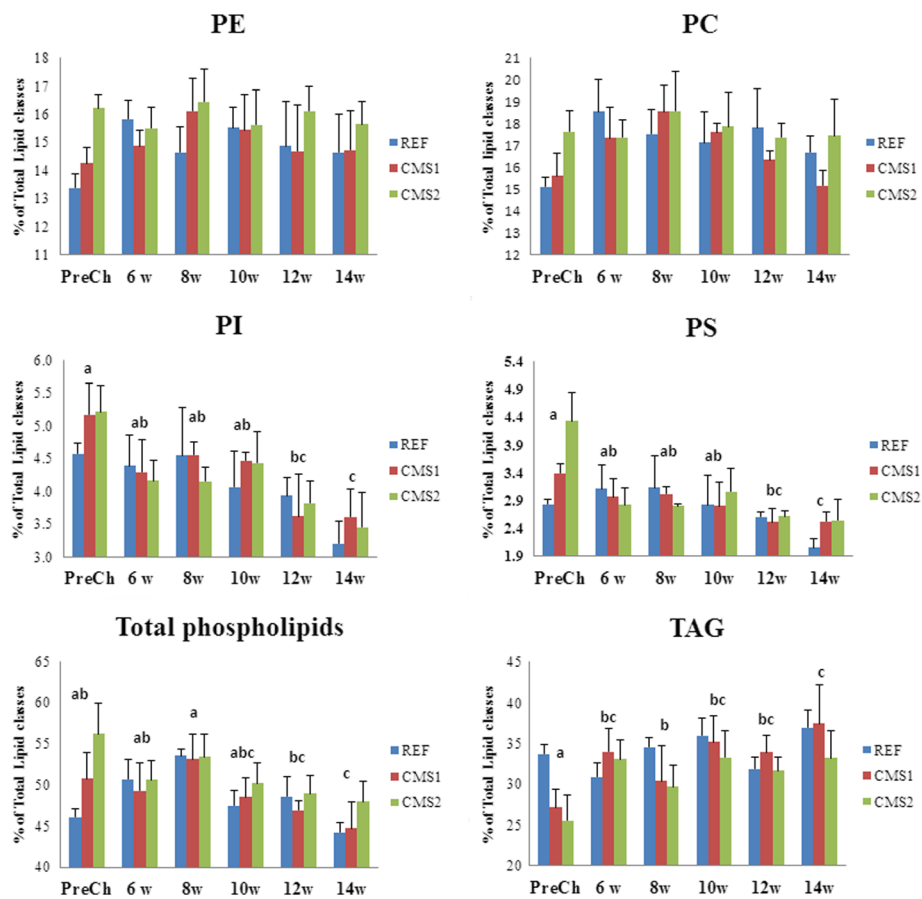 PE
% of Total Lipid classes
18
17
16
15
14
13
12
11
PreCh 6 w 8w 10w 12w 14w
REF
CMS1
CMS2
PC
% of Total Lipid classes
21
20
19
18
17
16
15
14
13
12
PreCh 6 w 8w 10w 12w 14w
REF
CMS1
CMS2
PI
% of Total Lipid classes
6.0
5.5
5.0
4.5
4.0
3.5
3.0
a ab ab ab bc c
PreCh 6 w 8w 10w 12w 14w
REF
CMS1
CMS2
PS
% of Total Lipid classes
5.4
4.9
4.4
3.9
3.4
2.9
2.4
1.9
a ab ab ab bc c
PreCh 6 w 8w 10w 12w 14w
REF
CMS1
CMS2
Total phospholipids
% of Total Lipid classes
65
60
55
50
45
40
ab ab a abc bc c
PreCh 6 w 8w 10w 12w 14w
REF
CMS1
CMS2
TAG
% of Total Lipid classes
45
40
35
30
25
20
a bc b bc bc c
PreCh 6 w 8w 10w 12w 14w
REF
CMS1
CMS2